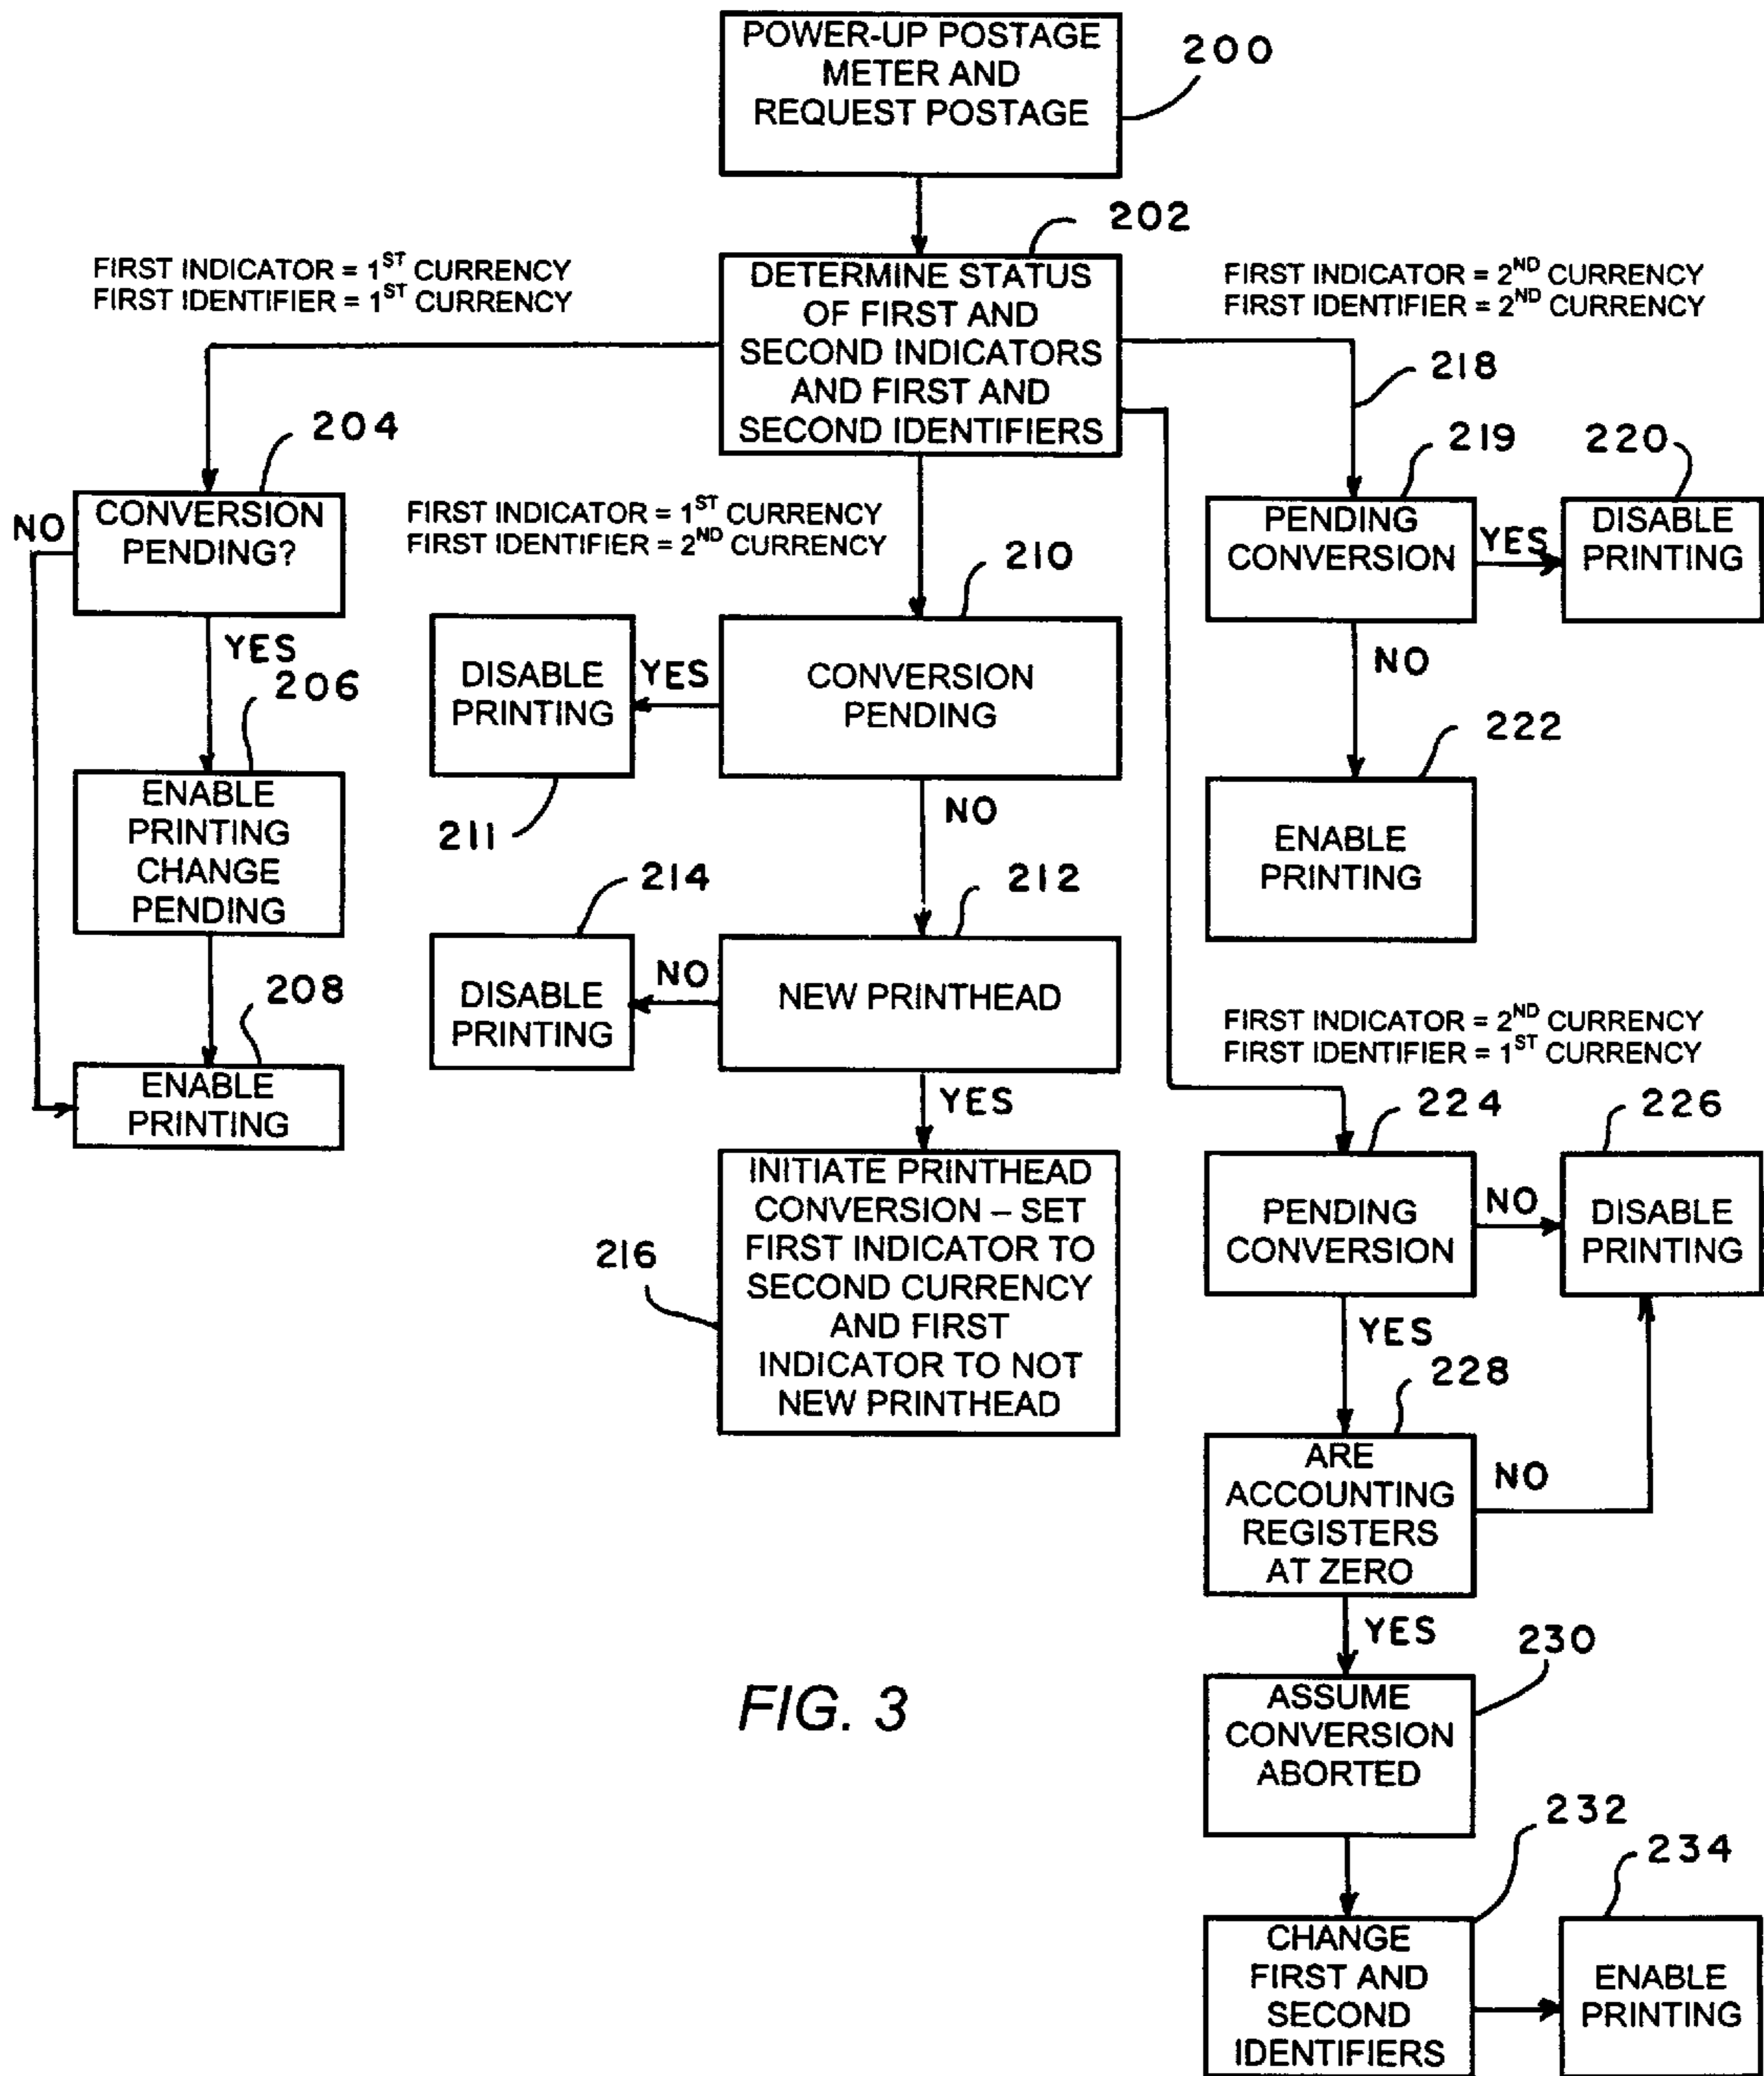 POWER-UP POSTAGE
METER AND
REQUEST POSTAGE
200
202
DETERMINE STATUS
OF FIRST AND
SECOND INDICATORS
AND FIRST AND
SECOND IDENTIFIERS
FIRST INDICATOR = 1ST CURRENCY
FIRST IDENTIFIER = 1ST CURRENCY
204
CONVERSION
PENDING?
NO
YES
206
ENABLE
PRINTING
CHANGE
PENDING
208
ENABLE
PRINTING
FIRST INDICATOR = 1ST CURRENCY
FIRST IDENTIFIER = 2ND CURRENCY
210
CONVERSION
PENDING
YES
DISABLE
PRINTING
211
NO
212
NEW PRINTHEAD
NO
214
DISABLE
PRINTING
YES
INITIATE PRINTHEAD
CONVERSION – SET
FIRST INDICATOR TO
SECOND CURRENCY
AND FIRST
INDICATOR TO NOT
NEW PRINTHEAD
216
FIRST INDICATOR = 2ND CURRENCY
FIRST IDENTIFIER = 2ND CURRENCY
218
219
PENDING
CONVERSION
YES
220
DISABLE
PRINTING
NO
222
ENABLE
PRINTING
FIRST INDICATOR = 2ND CURRENCY
FIRST IDENTIFIER = 1ST CURRENCY
224
PENDING
CONVERSION
NO
226
DISABLE
PRINTING
YES
228
ARE
ACCOUNTING
REGISTERS
AT ZERO
NO
YES
230
ASSUME
CONVERSION
ABORTED
232
CHANGE
FIRST AND
SECOND
IDENTIFIERS
234
ENABLE
PRINTING
FIG. 3